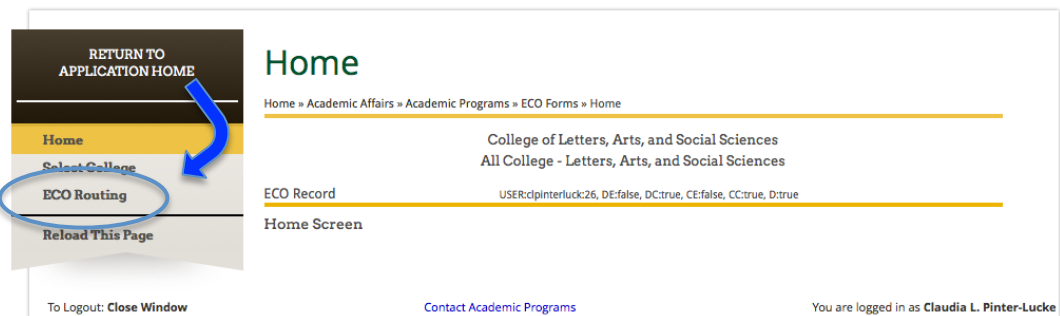 RETURN TO
APPLICATION HOME
Home
Select College
ECO Routing
Reload This Page
Home
Home » Academic Affairs » Academic Programs » ECO Forms » Home
College of Letters, Arts, and Social Sciences
All College - Letters, Arts, and Social Sciences
ECO Record USER:clpinterluck:26, DE:false, DC:true, CE:false, CC:true, D:true
Home Screen
To Logout: Close Window Contact Academic Programs You are logged in as Claudia L. Pinter-Lucke